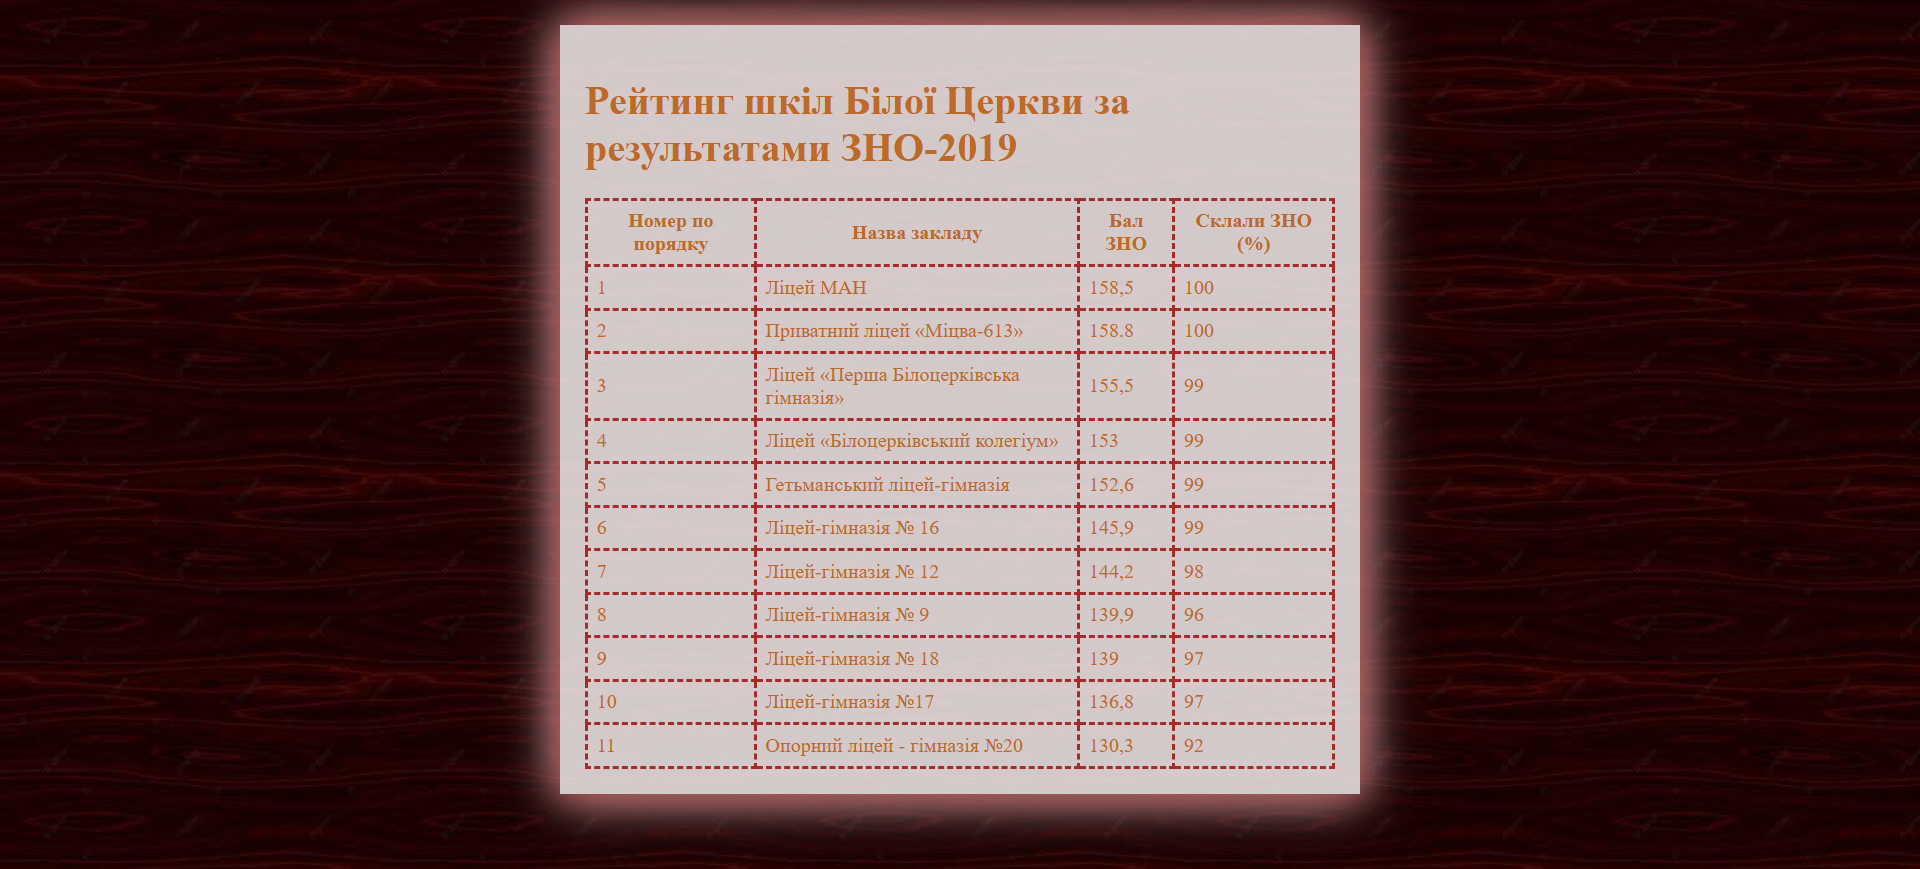 Рейтинг шкіл Білої Церкви за
результатами ЗНО-2019
Номер по порядку Назва закладу Бал ЗНО Склали ЗНО (%)
1 Ліцей МАН 158,5 100
2 Приватний ліцей «Міцва-613» 158.8 100
3 Ліцей «Перша Білоцерківська гімназія» 155,5 99
4 Ліцей «Білоцерківський колегіум» 153 99
5 Гетьманський ліцей-гімназія 152,6 99
6 Ліцей-гімназія № 16 145,9 99
7 Ліцей-гімназія № 12 144,2 98
8 Ліцей-гімназія № 9 139,9 96
9 Ліцей-гімназія № 18 139 97
10 Ліцей-гімназія №17 136,8 97
11 Опорний ліцей - гімназія №20 130,3 92